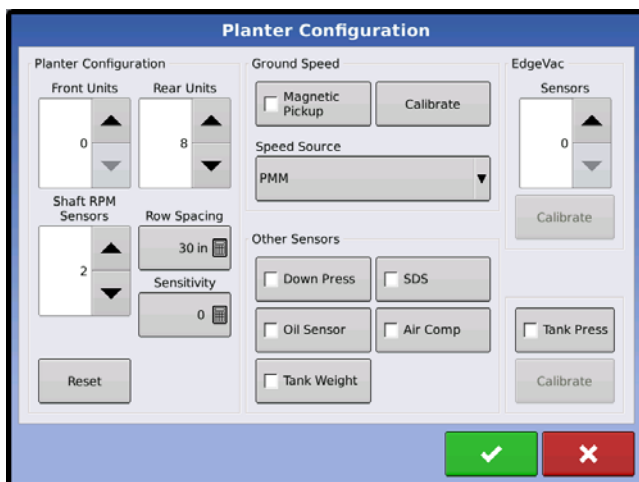 Planter Configuration
Planter Configuration
Front Units
Rear Units
0
8
Shaft RPM
Sensors
2
Row Spacing
30 in
Sensitivity
0
Reset
Ground Speed
Magnetic
Pickup
Calibrate
Speed Source
PMM
Other Sensors
Down Press
SDS
Oil Sensor
Air Comp
Tank Weight
EdgeVac
Sensors
0
Calibrate
Tank Press
Calibrate